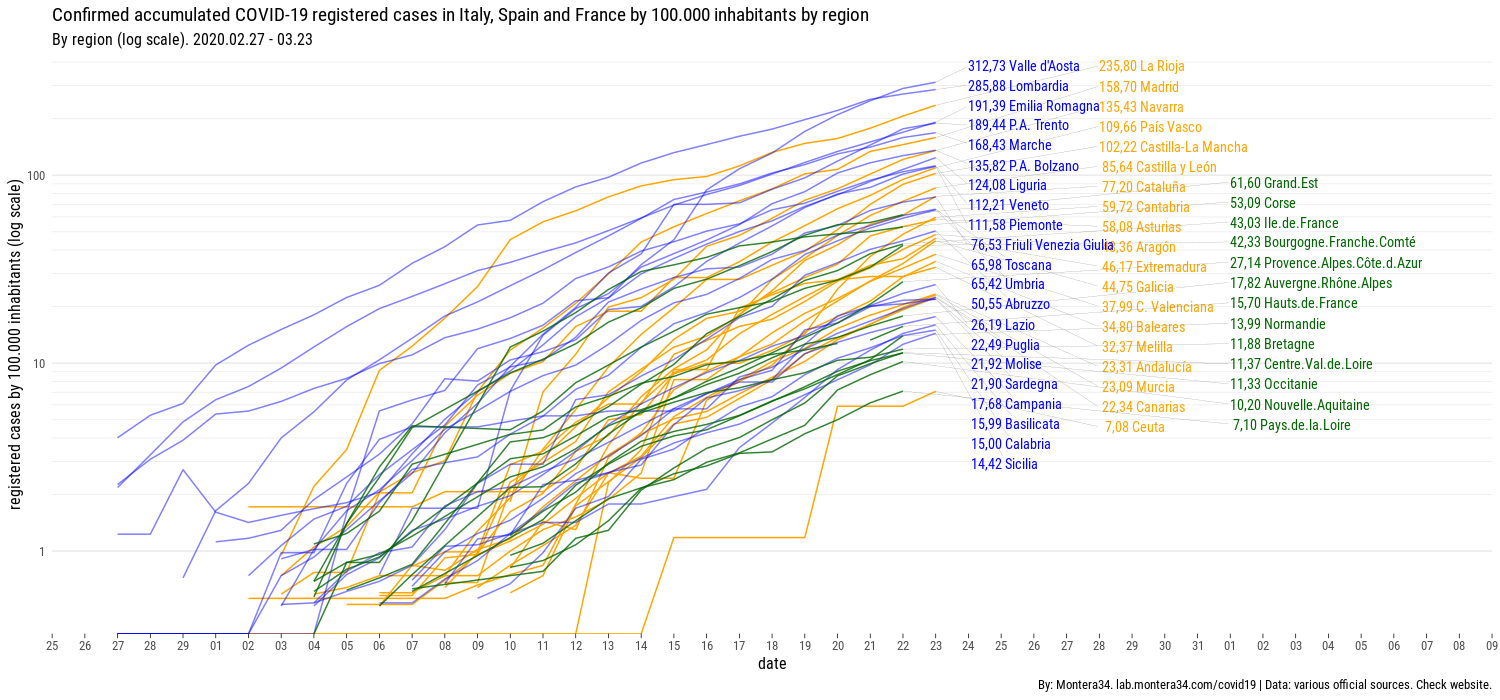 Confirmed accumulated COVID-19 registered cases in Italy, Spain and France by 100.000 inhabitants by region
By region (log scale). 2020.02.27 - 03.23
registered cases by 100.000 inhabitants (log scale)
100
10
1
312,73 Valle d'Aosta
285,88 Lombardia
191,39 Emilia Romagna
189,44 P.A. Trento
168,43 Marche
135,82 P.A. Bolzano
124,08 Liguria
112,21 Veneto
111,58 Piemonte
76,53 Friuli Venezia Giulia
65,98 Toscana
65,42 Umbria
50,55 Abruzzo
26,19 Lazio
22,49 Puglia
21,92 Molise
21,90 Sardegna
17,68 Campania
15,99 Basilicata
15,00 Calabria
14,42 Sicilia
235,80 La Rioja
158,70 Madrid
135,43 Navarra
109,66 País Vasco
102,22 Castilla-La Mancha
85,64 Castilla y León
77,20 Cataluña
59,72 Cantabria
58,08 Asturias
Aragón
46,17 Extremadura
44,75 Galicia
37,99 C. Valenciana
34,80 Baleares
32,37 Melilla
23,31 Andalucía
23,09 Murcia
22,34 Canarias
7,08 Ceuta
61,60 Grand.Est
53,09 Corse
43,03 Ile.de.France
42,33 Bourgogne.Franche.Comté
27,14 Provence.Alpes.Côte.d.Azur
17,82 Auvergne.Rhône.Alpes
15,70 Hauts.de.France
13,99 Normandie
11,88 Bretagne
11,37 Centre.Val.de.Loire
11,33 Occitanie
10,20 Nouvelle.Aquitaine
7,10 Pays.de.la.Loire
25 26 27 28 29 01 02 03 04 05 06 07 08 09 10 11 12 13 14 15 16 17 18 19 20 21 22 23 24 25 26 27 28 29 30 31 01 02 03 04 05 06 07 08 09
date
By: Montera34. lab.montera34.com/covid19 | Data: various official sources. Check website.